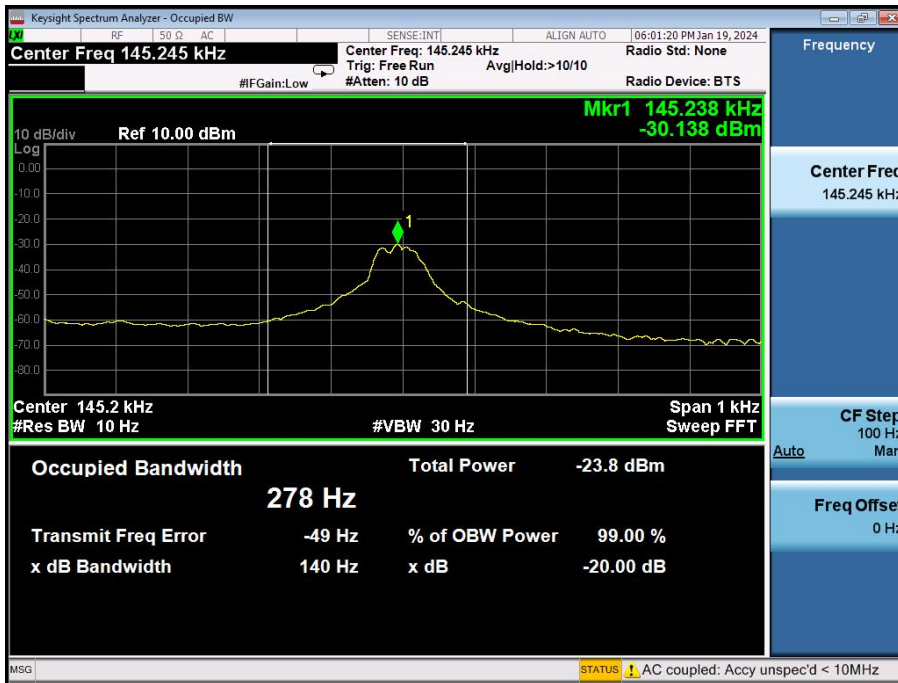 Keysight Spectrum Analyzer - Occupied BW
LXI RF 50 Ω AC SENSE:INT ALIGN AUTO 06:01:20 PM Jan 19, 2024
Center Freq 145.245 kHz
Center Freq: 145.245 kHz Radio Std: None
Trig: Free Run Avg|Hold:>10/10
#IFGain:Low #Atten: 10 dB Radio Device: BTS
Mkr1 145.238 kHz
-30.138 dBm
10 dB/div Ref 10.00 dBm
Log
0.00
-10.0
-20.0
1
-30.0
-40.0
-50.0
-60.0
-70.0
-80.0
Center 145.2 kHz Span 1 kHz
#Res BW 10 Hz #VBW 30 Hz Sweep FFT
Occupied Bandwidth Total Power -23.8 dBm
278 Hz
Transmit Freq Error -49 Hz % of OBW Power 99.00 %
x dB Bandwidth 140 Hz x dB -20.00 dB
MSG STATUS AC coupled: Accy unspec'd < 10MHz
Frequency
Center Freq
145.245 kHz
CF Step
100 Hz
Auto Man
Freq Offset
0 Hz